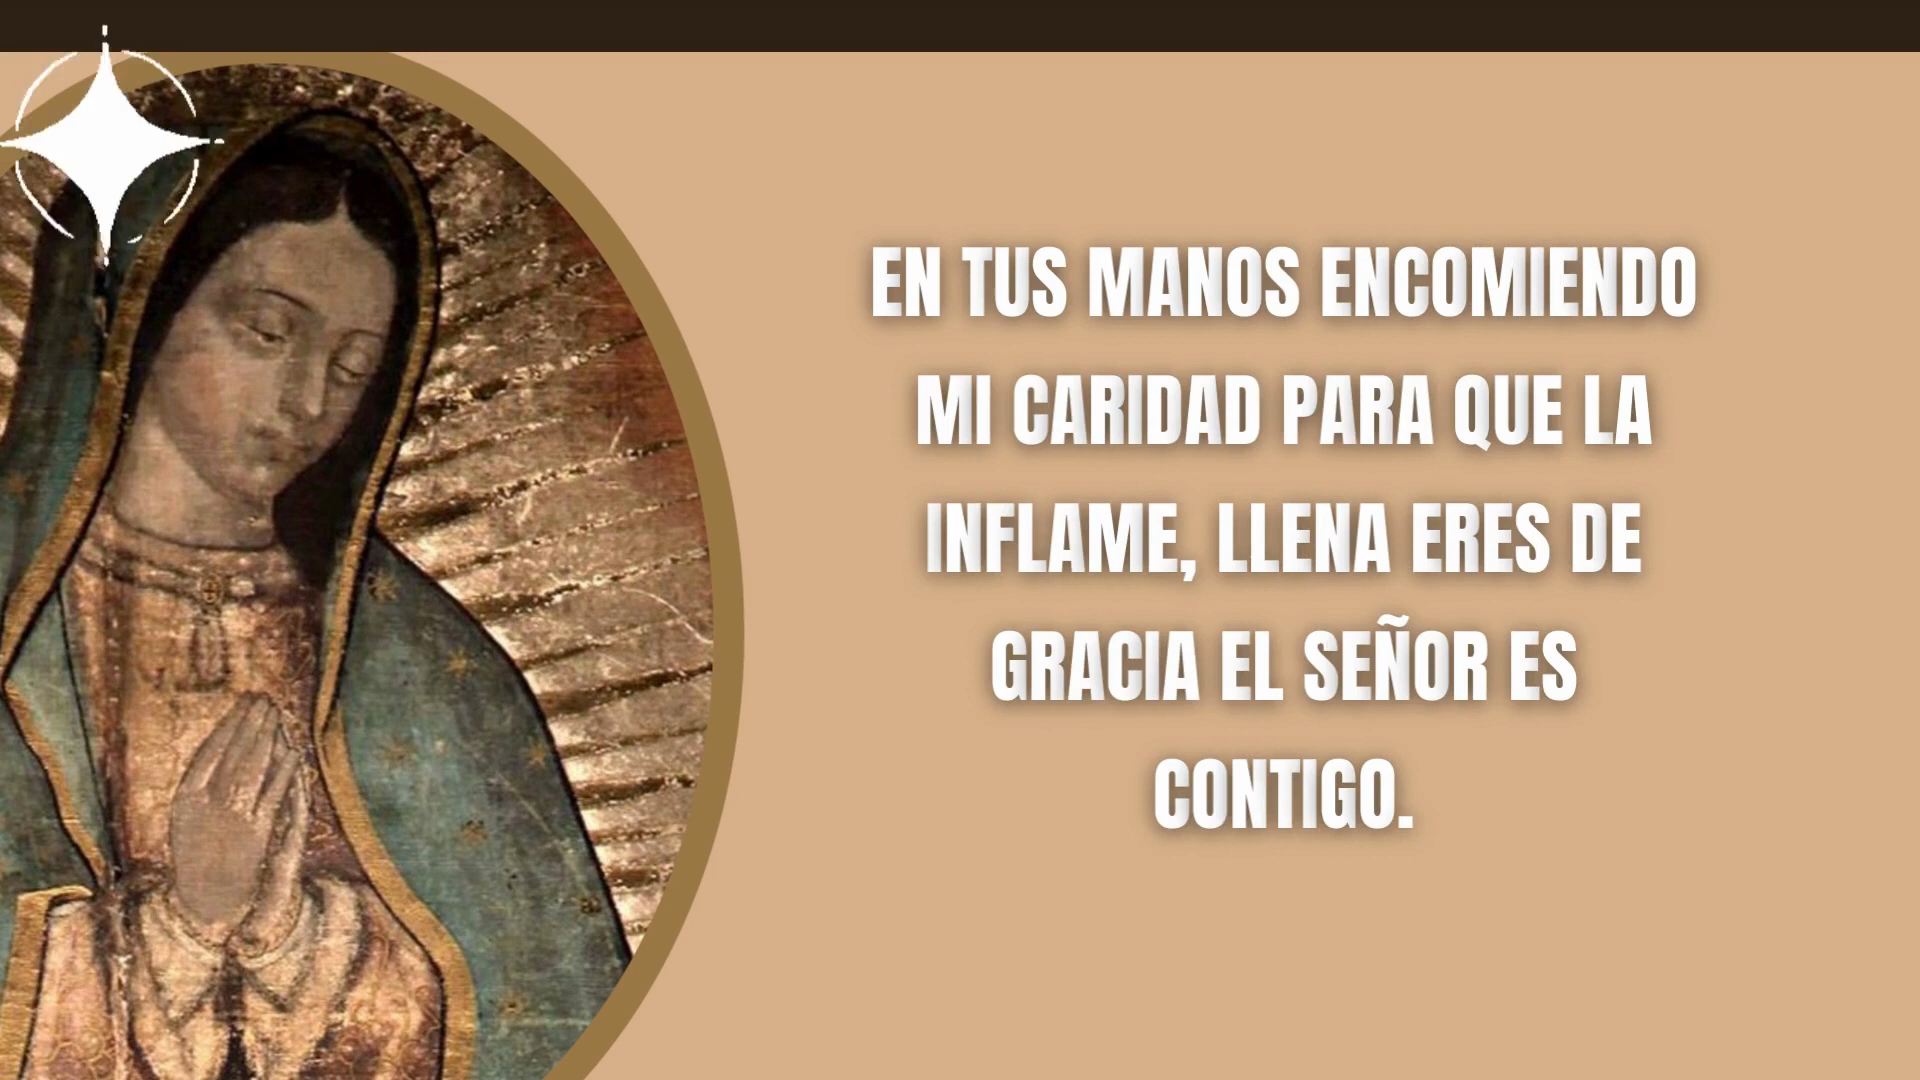 EN TUS MANOS ENCOMIENDO
MI CARIDAD PARA QUE LA
INFLAME, LLENA ERES DE
GRACIA EL SEÑOR ES
CONTIGO.